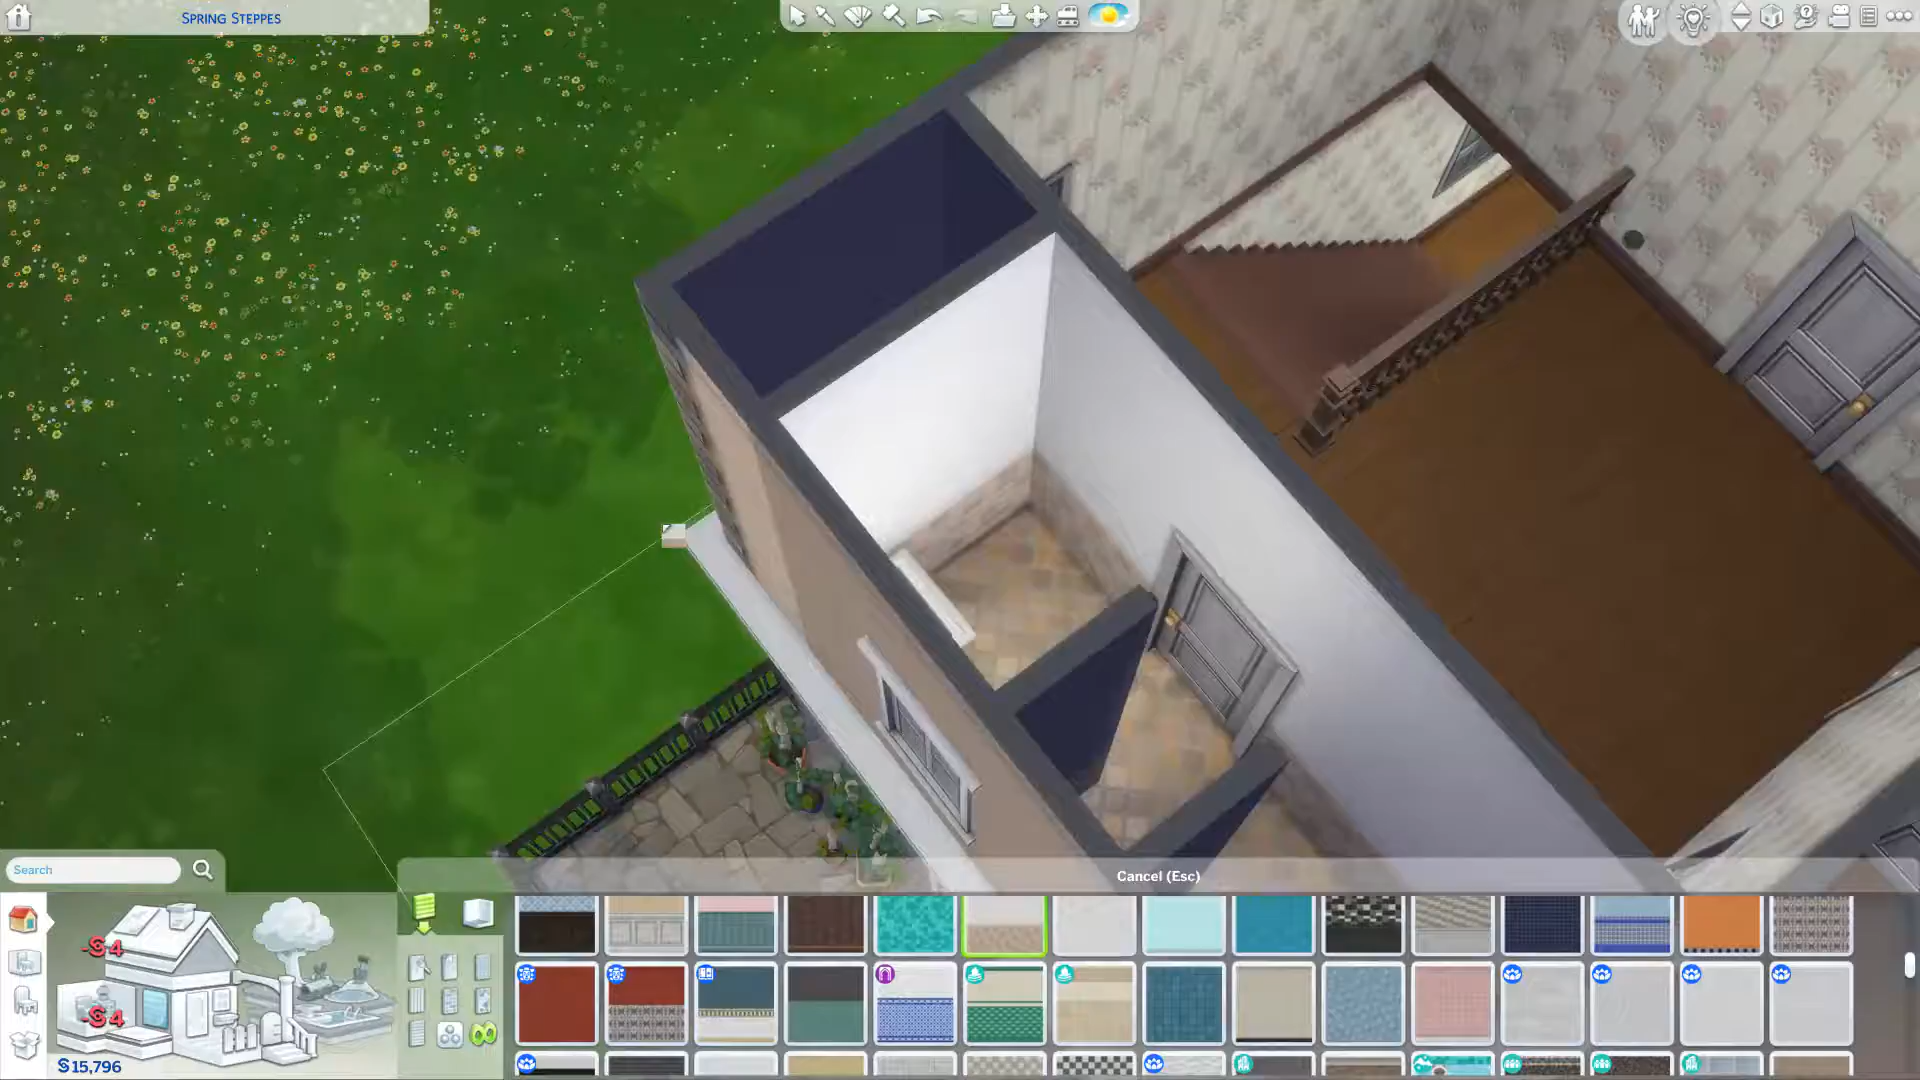 SPRING STEPPES
Search
Cancel (Esc)
-§4
§4
§15,796